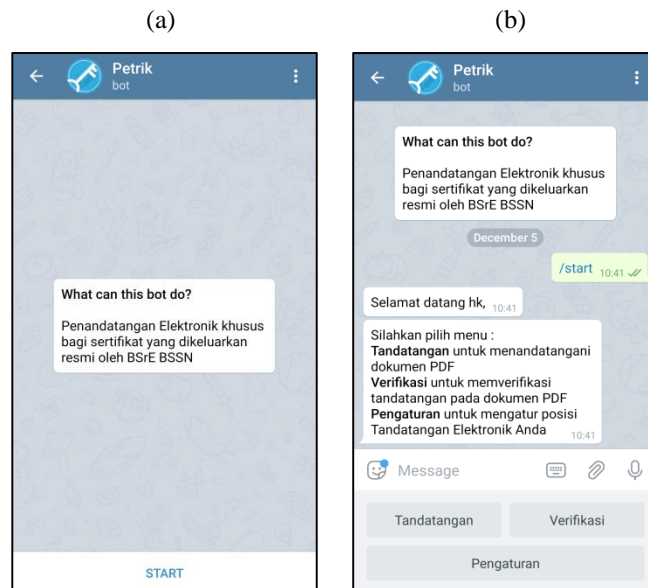 (a)
Petrik
bot
What can this bot do?
Penandatangan Elektronik khusus
bagi sertifikat yang dikeluarkan
resmi oleh BSrE BSSN
START
(b)
Petrik
bot
What can this bot do?
Penandatangan Elektronik khusus
bagi sertifikat yang dikeluarkan
resmi oleh BSrE BSSN
December 5
/start 10:41
Selamat datang hk, 10:41
Silahkan pilih menu :
Tandatangan untuk menandatangani
dokumen PDF
Verifikasi untuk memverifikasi
tandatangan pada dokumen PDF
Pengaturan untuk mengatur posisi
Tandatangan Elektronik Anda 10:41
Message
Tandatangan Verifikasi
Pengaturan